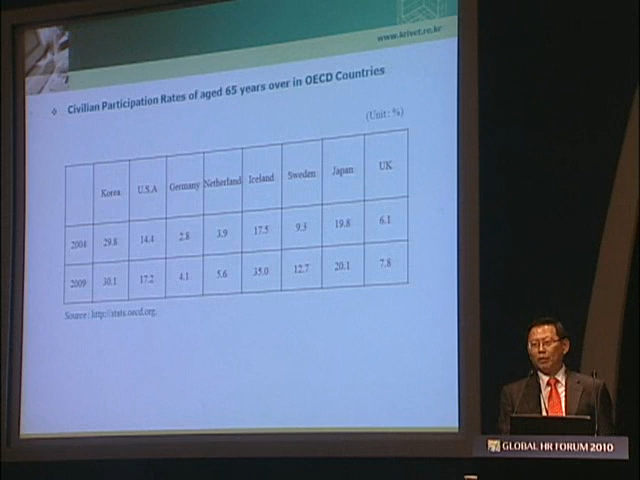 www.krivet.re.kr
❖ Civilian Participation Rates of aged 65 years over in OECD Countries
(Unit : %)
Korea U.S.A Germany Netherland Iceland Sweden Japan UK
2004 29.8 14.4 2.8 3.9 17.5 9.3 19.8 6.1
2009 30.1 17.2 4.1 5.6 35.0 12.7 20.1 7.8
Source : http://stats.oecd.org.
GLOBAL HR FORUM 2010